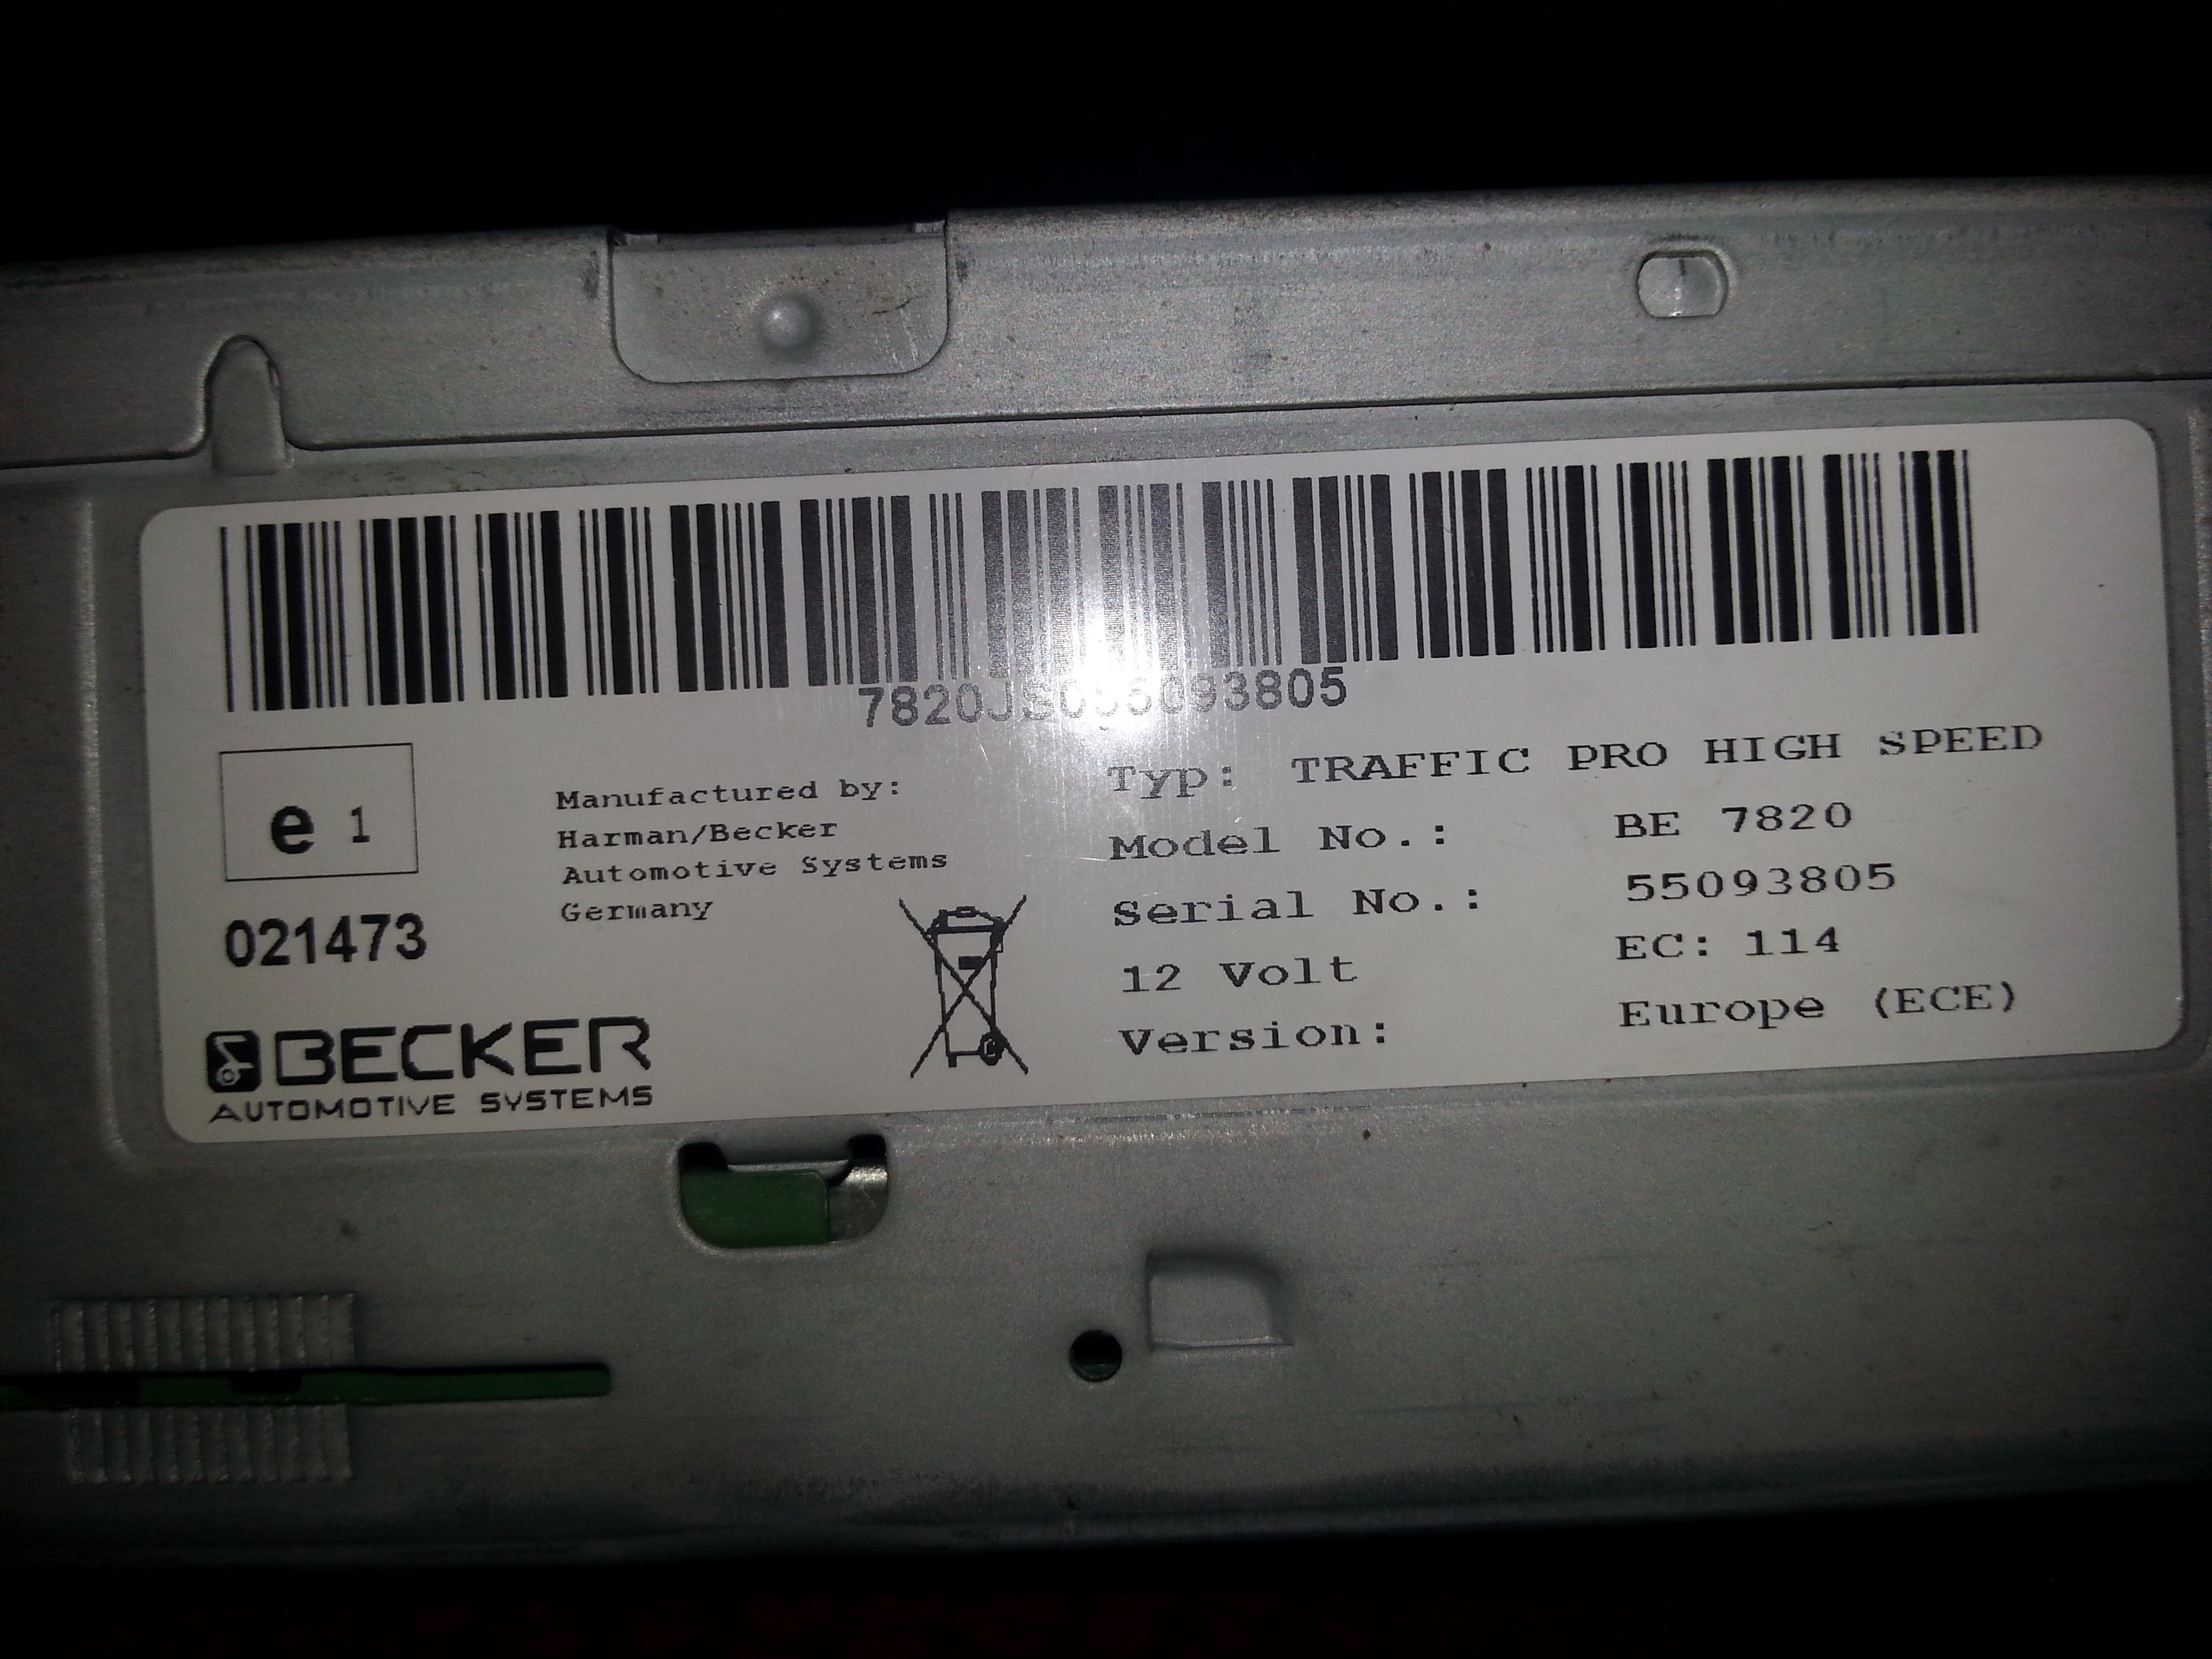 7820JS055093805
e 1
021473
BECKER
AUTOMOTIVE SYSTEMS
Manufactured by:
Harman/Becker
Automotive Systems
Germany
Typ: TRAFFIC PRO HIGH SPEED
Model No.: BE 7820
Serial No.: 55093805
12 Volt EC: 114
Version: Europe (ECE)